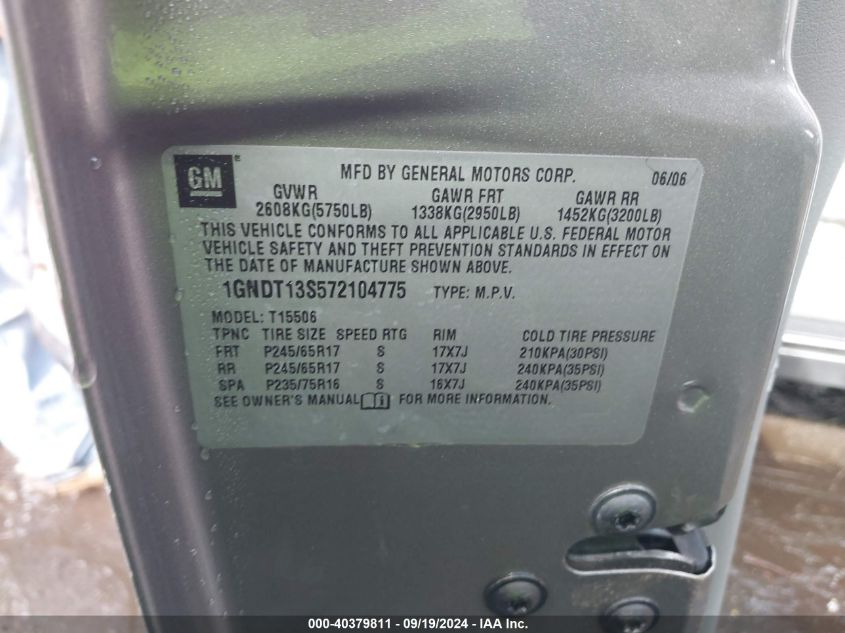 GM® MFD BY GENERAL MOTORS CORP. 06/06
GVWR GAWR FRT GAWR RR
2608KG(5750LB) 1338KG(2950LB) 1452KG(3200LB)
THIS VEHICLE CONFORMS TO ALL APPLICABLE U.S. FEDERAL MOTOR
VEHICLE SAFETY AND THEFT PREVENTION STANDARDS IN EFFECT ON
THE DATE OF MANUFACTURE SHOWN ABOVE.
1GNDT13S572104775 TYPE: M.P.V.
MODEL: T15506
TPNC TIRE SIZE SPEED RTG RIM COLD TIRE PRESSURE
FRT P245/65R17 S 17X7J 210KPA(30PSI)
RR P245/65R17 S 17X7J 240KPA(35PSI)
SPA P235/75R16 S 16X7J 240KPA(35PSI)
SEE OWNER'S MANUAL FOR MORE INFORMATION.
000-40379811 - 09/19/2024 - IAA Inc.